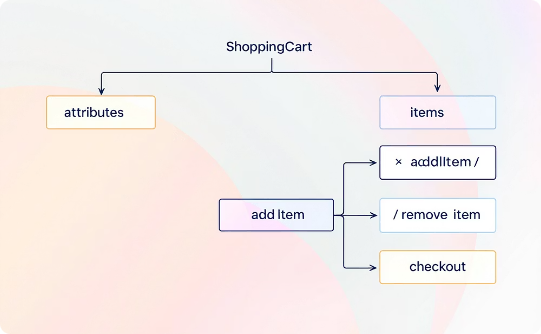 ShoppingCart
attributes
items
× addlItem /
add Item
/ remove item
checkout